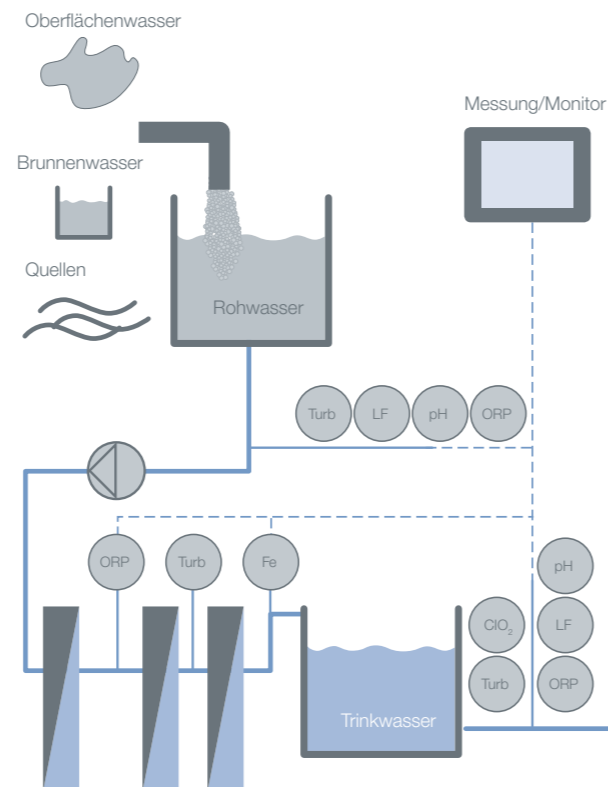 Oberflächenwasser
Messung/Monitor
Brunnenwasser
Quellen
Rohwasser
Turb
LF
pH
ORP
ORP
Turb
Fe
pH
ClO₂
LF
Turb
ORP
Trinkwasser